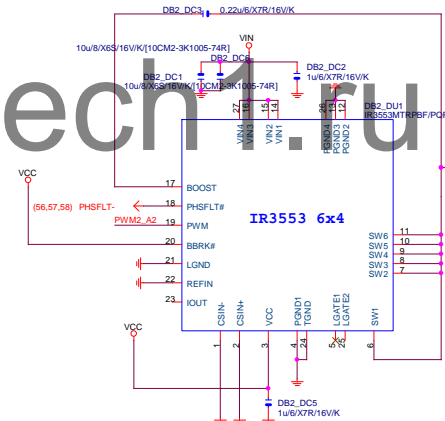 DB2_DC3 0.22u/6/X7R/16V/K
VIN
10u/8/X6S/16V/K/[10CM2-3K1005-74R]
DB2_DC6
DB2_DC1
10u/8/X6S/16V/K/[10CM2-3K1005-74R]
DB2_DC2
1u/6/X7R/16V/K
ech1.ru
DB2_DU1
IR3553MTRPBF/PQF
27 16 15 14 26 13 12
VIN4 VIN3 VIN2 VIN1 PGND4 PGND3 PGND2
VCC
17 BOOST
(56,57,58) PHSFLT- 18 PHSFLT#
PWM2_A2 19 PWM
20 BBRK#
21 LGND
22 REFIN
23 IOUT
IR3553 6x4
SW6 11
SW5 10
SW4 9
SW3 8
SW2 7
CSIN- CSIN+ VCC PGND1 TGND LGATE1 LGATE2 SW1
1 2 3 4 24 5 25 6
VCC
DB2_DC5
1u/6/X7R/16V/K